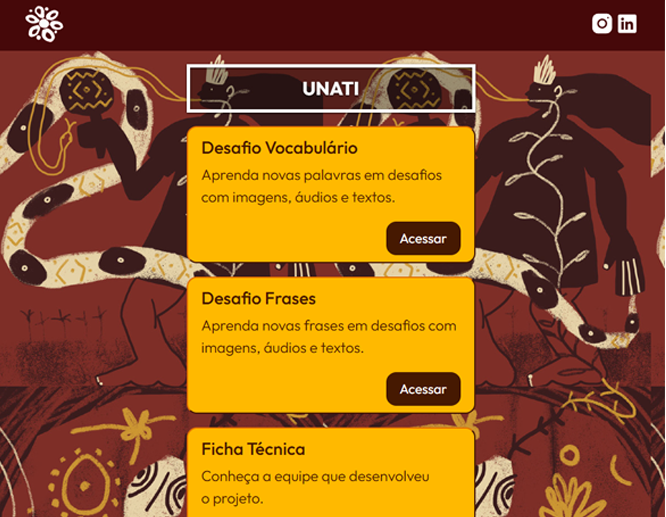 UNATI
Desafio Vocabulário
Aprenda novas palavras em desafios
com imagens, áudios e textos.
Acessar
Desafio Frases
Aprenda novas frases em desafios com
imagens, áudios e textos.
Acessar
Ficha Técnica
Conheça a equipe que desenvolveu
o projeto.